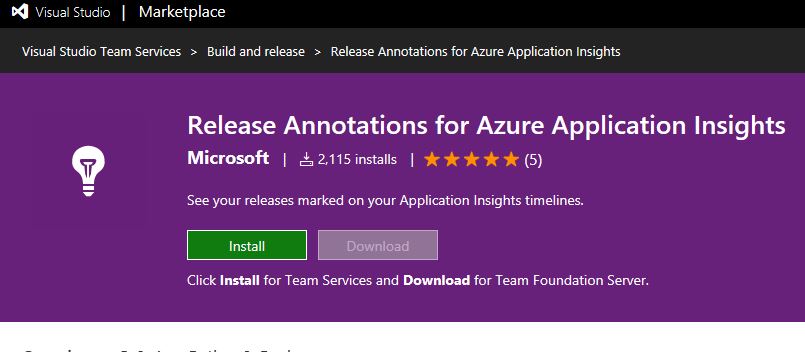 Visual Studio | Marketplace
Visual Studio Team Services > Build and release > Release Annotations for Azure Application Insights
Release Annotations for Azure Application Insights
Microsoft | 2,115 installs | (5)
See your releases marked on your Application Insights timelines.
Install Download
Click Install for Team Services and Download for Team Foundation Server.